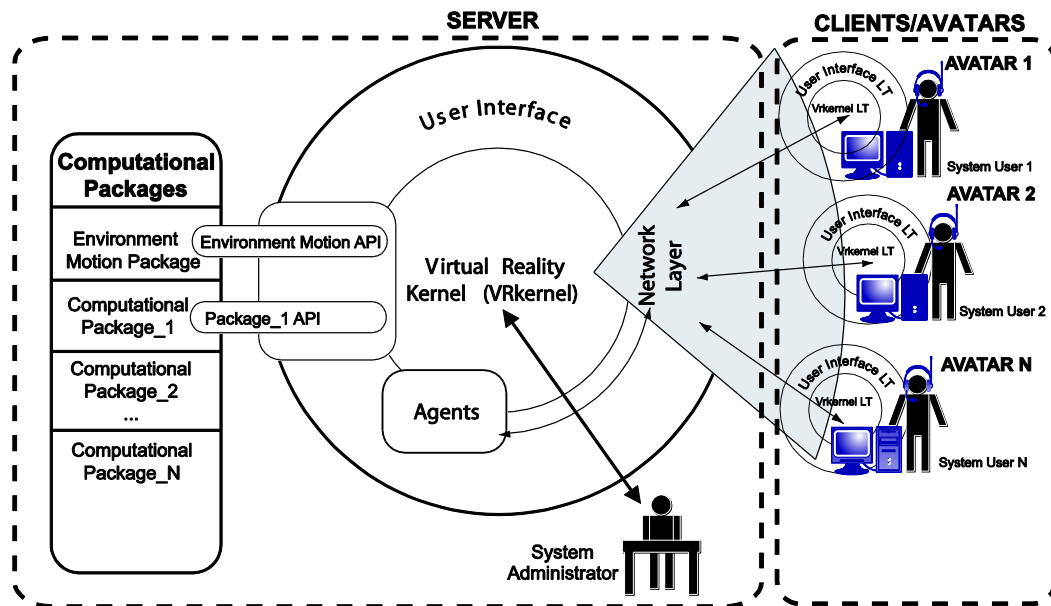 SERVER
CLIENTS/AVATARS
Computational
Packages
Environment
Motion Package
Computational
Package_1
Computational
Package_2
...
Computational
Package_N
Environment Motion API
Package_1 API
User Interface
Virtual Reality
Kernel (VRkernel)
Agents
Network
Layer
System
Administrator
AVATAR 1
User Interface LT
Vrkernel LT
System User 1
AVATAR 2
User Interface LT
Vrkernel LT
System User 2
AVATAR N
User Interface LT
Vrkernel LT
System User N